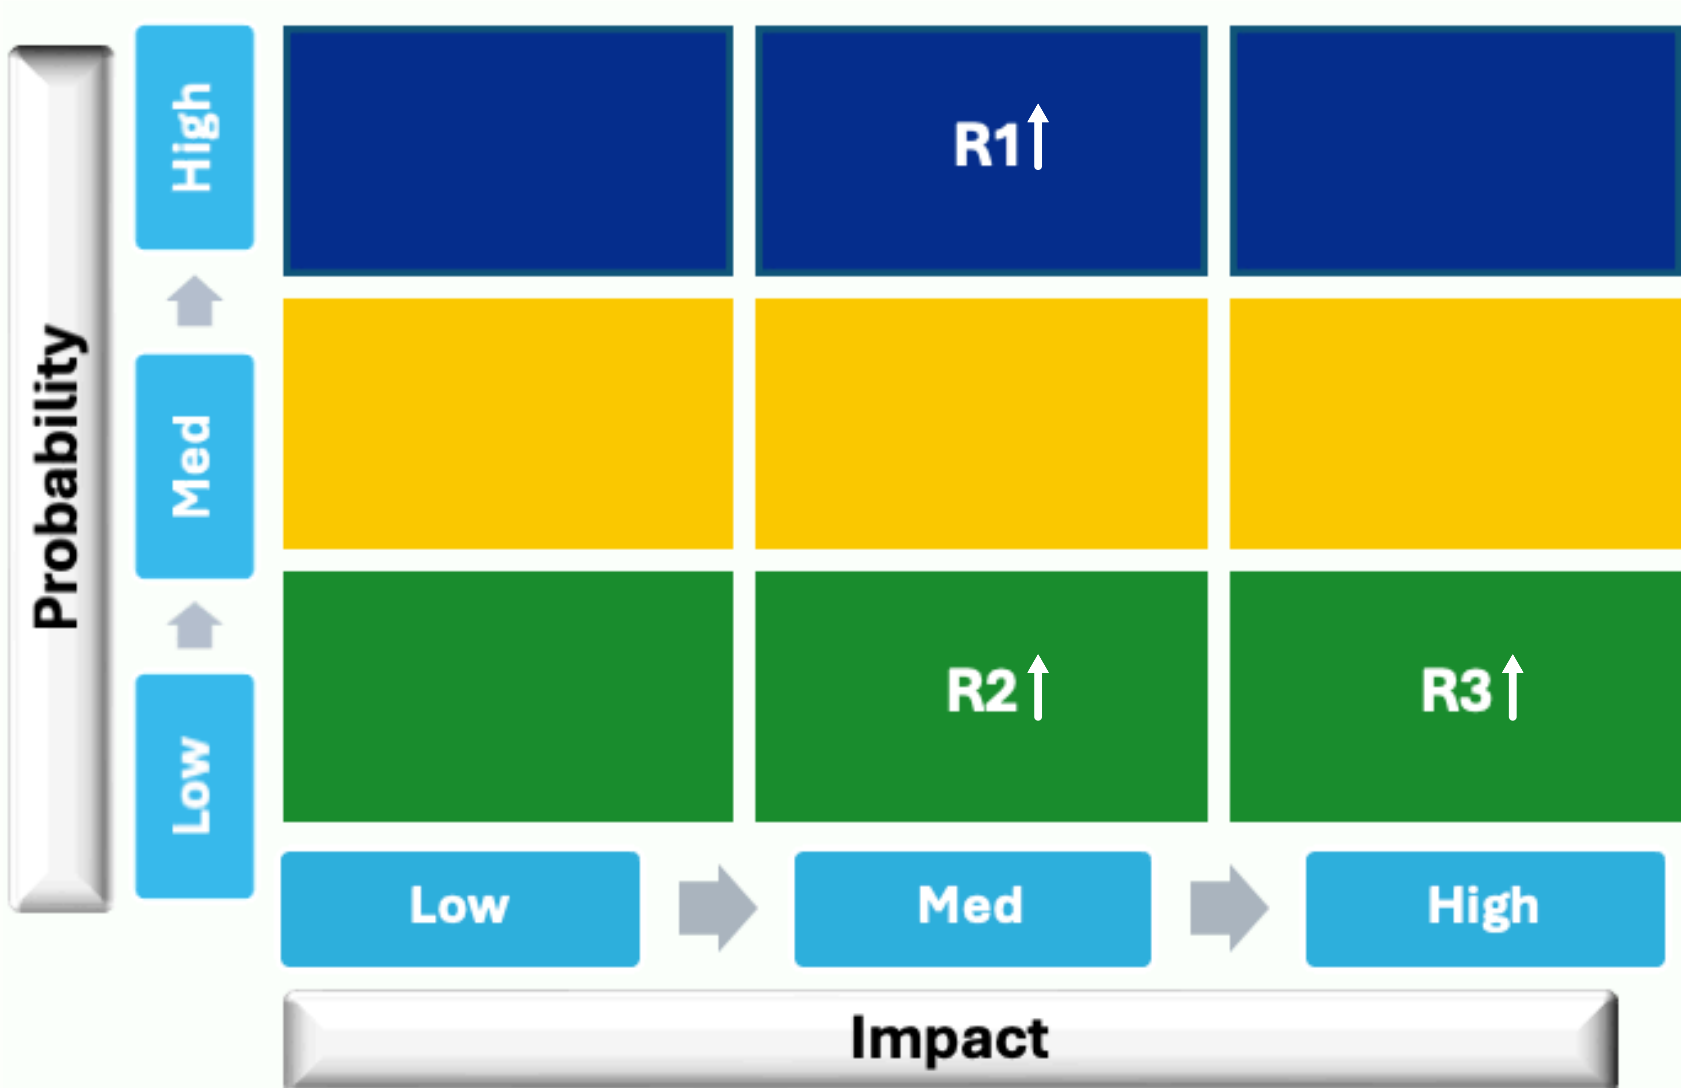 Probability
High
Med
Low
R1↑
R2↑
R3↑
Low
Med
High
Impact